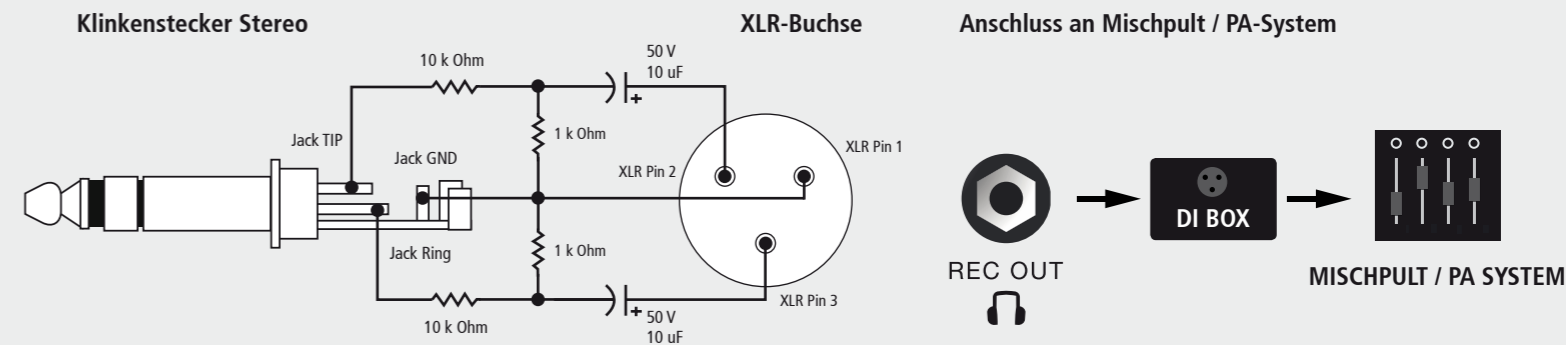 Klinkenstecker Stereo
XLR-Buchse
Anschluss an Mischpult / PA-System
10 k Ohm
50 V
10 uF
+
Jack TIP
1 k Ohm
Jack GND
XLR Pin 2
XLR Pin 1
Jack Ring
1 k Ohm
XLR Pin 3
10 k Ohm
+
50 V
10 uF
DI BOX
REC OUT
MISCHPULT / PA SYSTEM